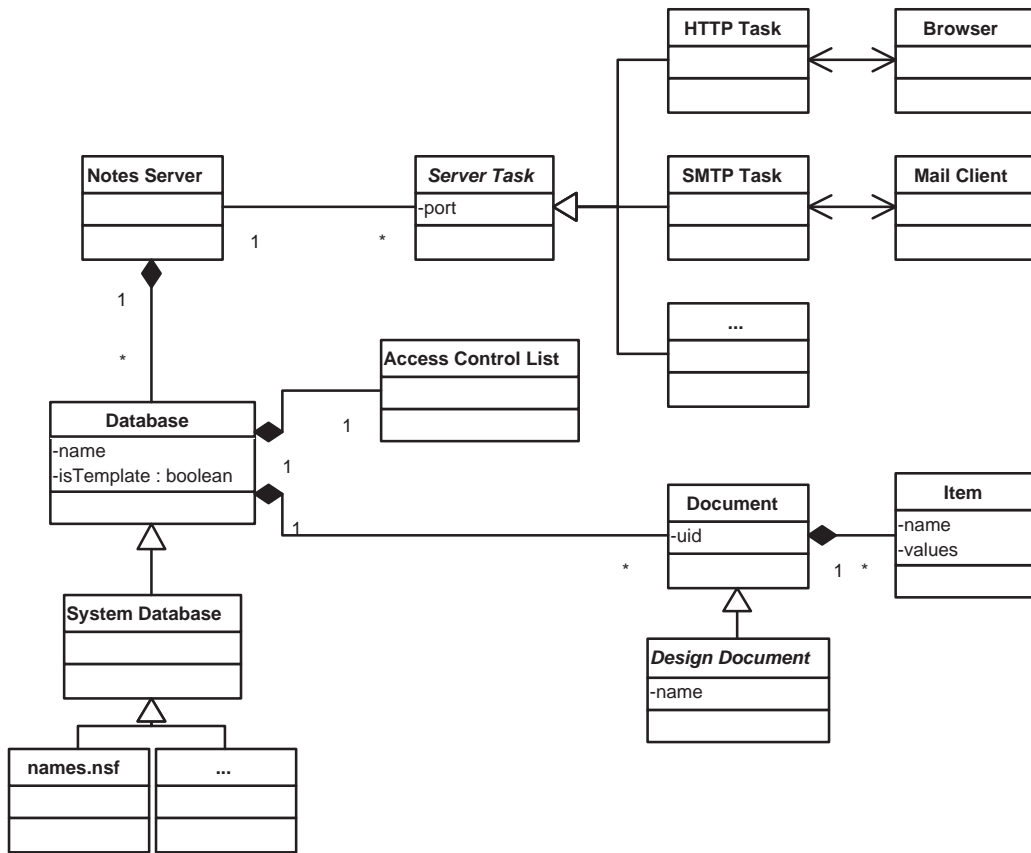 HTTP Task
Browser
Notes Server
Server Task
-port
SMTP Task
Mail Client
1
*
1
*
...
Access Control List
1
Database
-name
-isTemplate : boolean
1
1
Document
-uid
*
Item
-name
-values
1
*
System Database
Design Document
-name
names.nsf
...